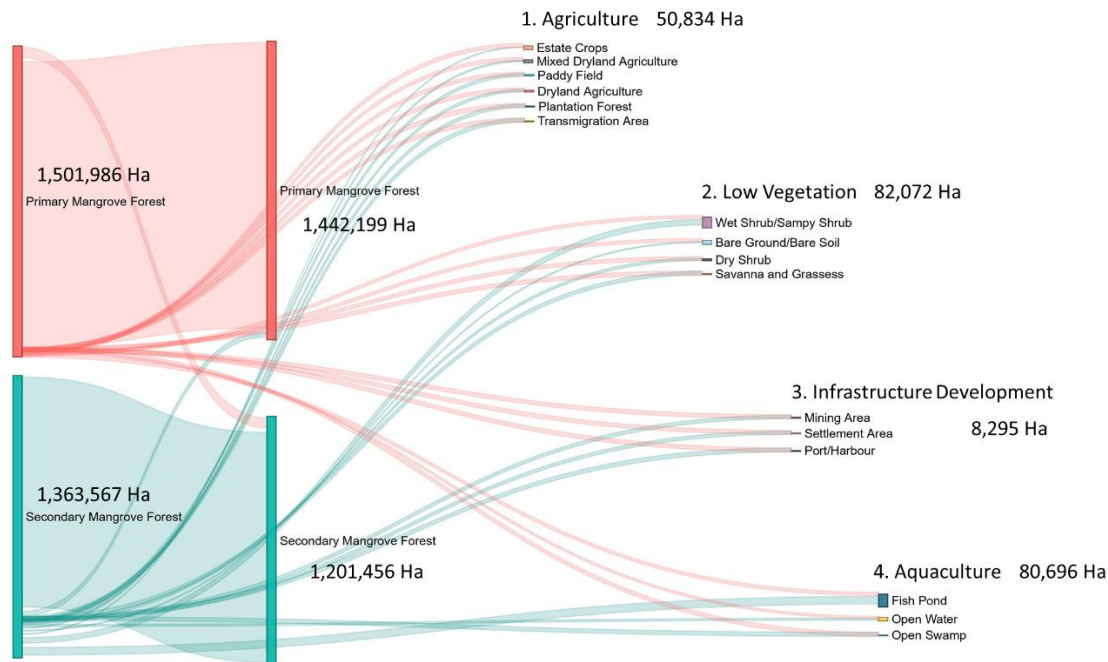 1. Agriculture 50,834 Ha
Estate Crops
Mixed Dryland Agriculture
Paddy Field
Dryland Agriculture
Plantation Forest
Transmigration Area
1,501,986 Ha
Primary Mangrove Forest
Primary Mangrove Forest
1,442,199 Ha
2. Low Vegetation 82,072 Ha
Wet Shrub/Sampy Shrub
Bare Ground/Bare Soil
Dry Shrub
Savanna and Grassess
3. Infrastructure Development
8,295 Ha
Mining Area
Settlement Area
Port/Harbour
1,363,567 Ha
Secondary Mangrove Forest
Secondary Mangrove Forest
1,201,456 Ha
4. Aquaculture 80,696 Ha
Fish Pond
Open Water
Open Swamp